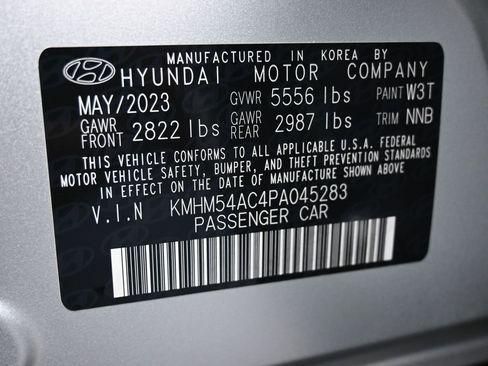 MANUFACTURED IN KOREA BY
HYUNDAI MOTOR COMPANY
MAY/2023 GVWR 5556 lbs PAINT W3T
GAWR FRONT 2822 lbs GAWR REAR 2987 lbs TRIM NNB
THIS VEHICLE CONFORMS TO ALL APPLICABLE U.S.A. FEDERAL
MOTOR VEHICLE SAFETY, BUMPER, AND THEFT PREVENTION STANDARDS
IN EFFECT ON THE DATE OF MANUFACTURE SHOWN ABOVE
V.I.N KMHM54AC4PA045283
PASSENGER CAR